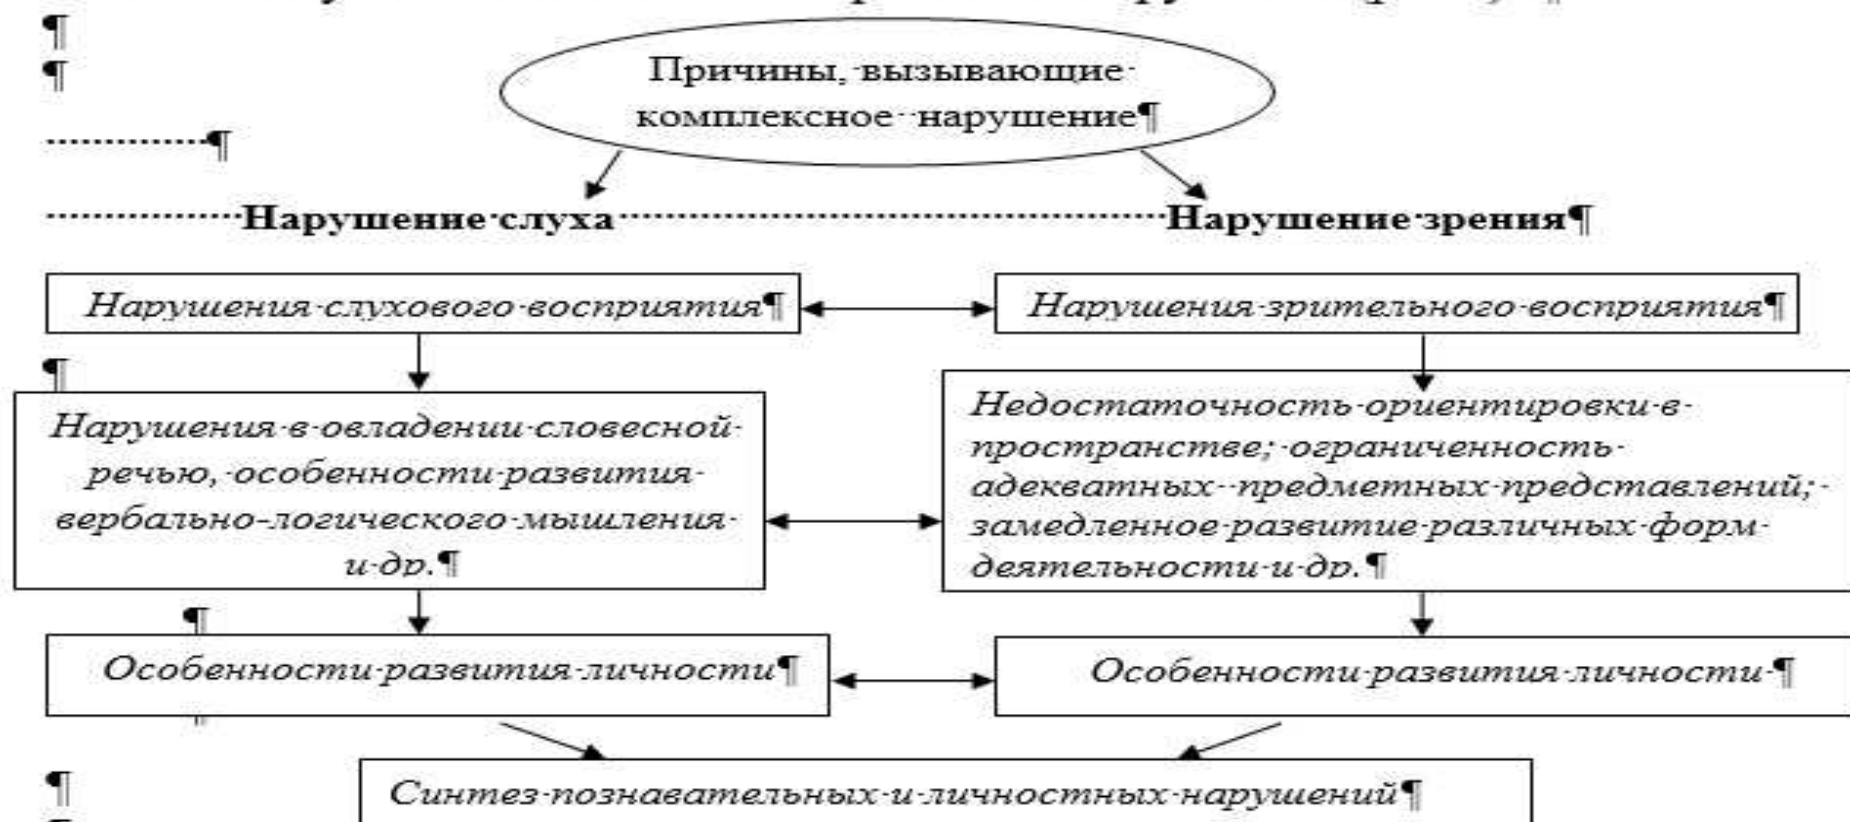 Причины, вызывающие
комплексное нарушение
Нарушение слуха
Нарушение зрения
Нарушения слухового восприятия
Нарушения зрительного восприятия
Нарушения в овладении словесной
речью, особенности развития
вербально-логического мышления
и др.
Недостаточность ориентировки в
пространстве; ограниченность
адекватных предметных представлений;
замедленное развитие различных форм
деятельности и др.
Особенности развития личности
Особенности развития личности
Синтез познавательных и личностных нарушений